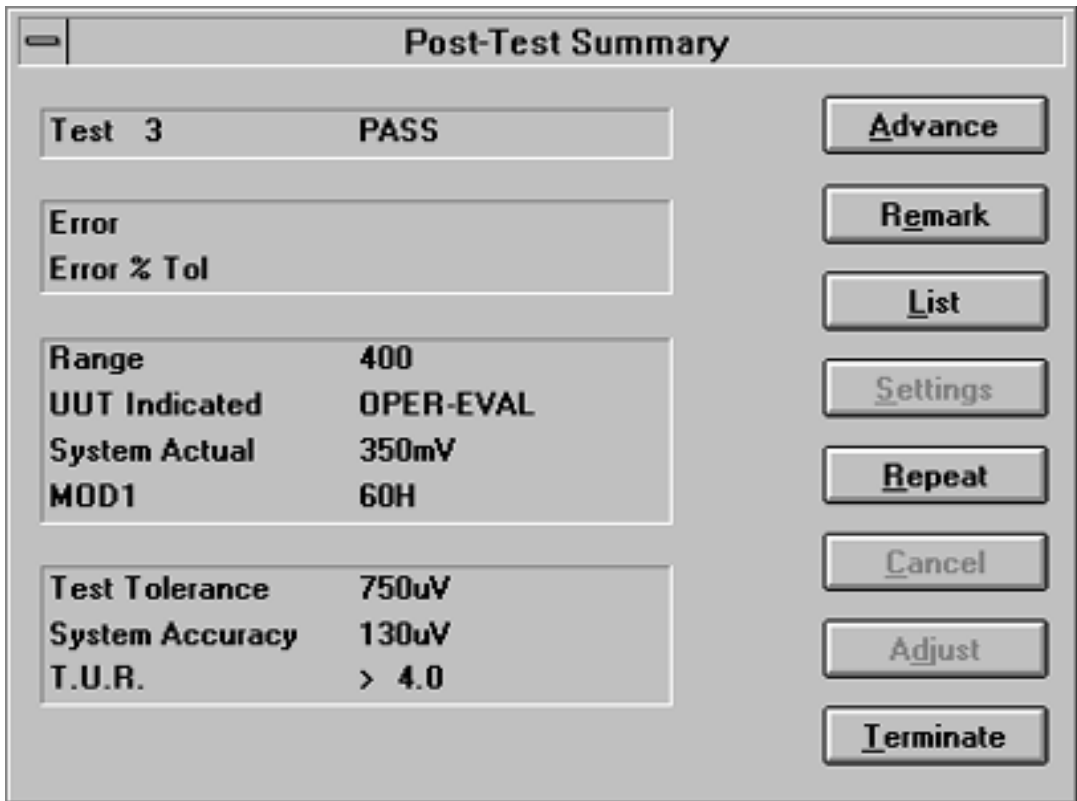 Post-Test Summary
Test 3 PASS
Error
Error % Tol
Range 400
UUT Indicated OPER-EVAL
System Actual 350mV
MOD1 60H
Test Tolerance 750uV
System Accuracy 130uV
T.U.R. > 4.0
Advance
Remark
List
Settings
Repeat
Cancel
Adjust
Terminate